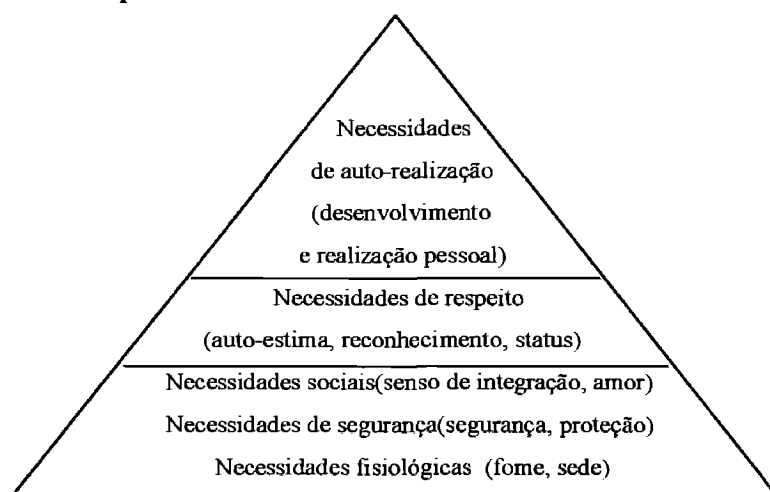 Necessidades
de auto-realização
(desenvolvimento
e realização pessoal)
Necessidades de respeito
(auto-estima, reconhecimento, status)
Necessidades sociais(senso de integração, amor)
Necessidades de segurança(segurança, proteção)
Necessidades fisiológicas (fome, sede)